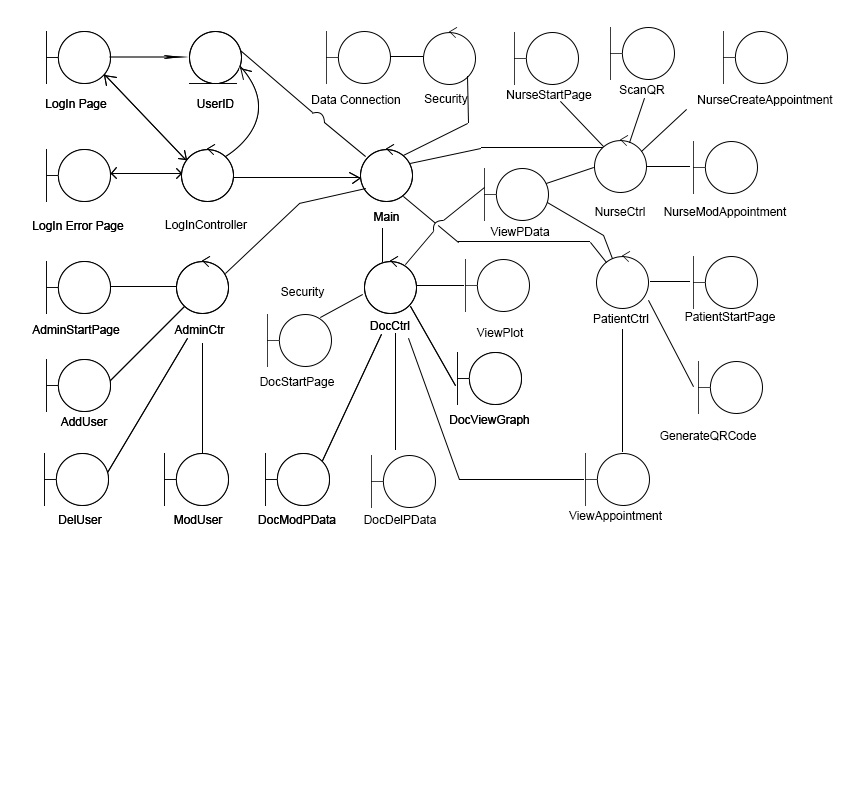 LogIn Page
UserID
Data Connection
Security
NurseStartPage
ScanQR
NurseCreateAppointment
LogIn Error Page
LogInController
Main
ViewPData
NurseCtrl
NurseModAppointment
AdminStartPage
AdminCtr
Security
DocCtrl
ViewPlot
PatientCtrl
PatientStartPage
DocStartPage
AddUser
DocViewGraph
GenerateQRCode
DelUser
ModUser
DocModPData
DocDelPData
ViewAppointment